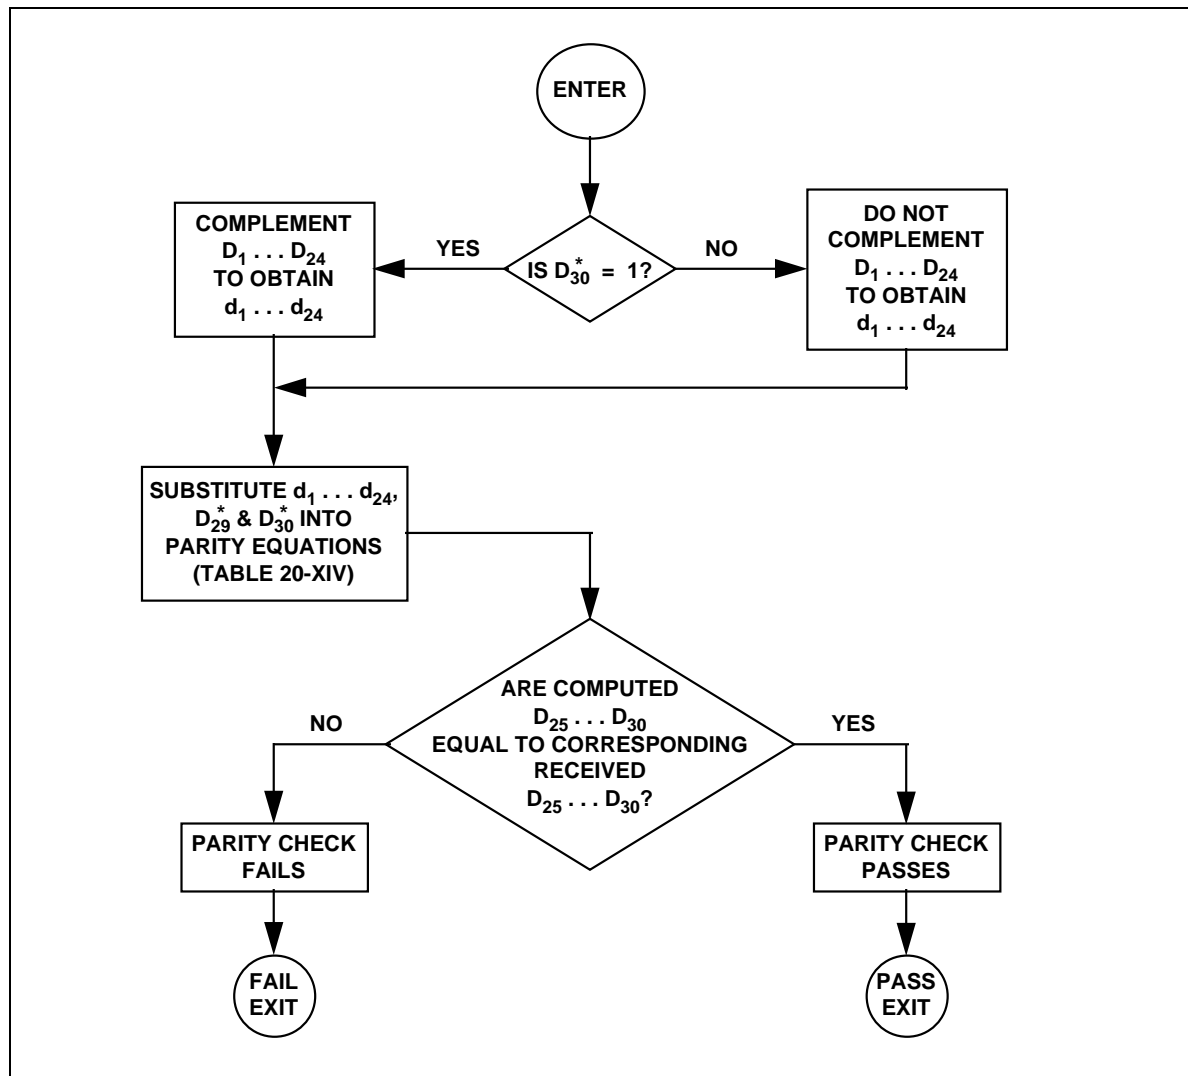 ENTER
COMPLEMENT
D1 . . . D24
TO OBTAIN
d1 . . . d24
YES
IS D*30 = 1?
NO
DO NOT
COMPLEMENT
D1 . . . D24
TO OBTAIN
d1 . . . d24
SUBSTITUTE d1 . . . d24,
D*29 & D*30 INTO
PARITY EQUATIONS
(TABLE 20-XIV)
ARE COMPUTED
D25 . . . D30
EQUAL TO CORRESPONDING
RECEIVED
D25 . . . D30?
NO
YES
PARITY CHECK
FAILS
PARITY CHECK
PASSES
FAIL
EXIT
PASS
EXIT